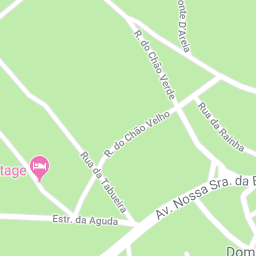 onte D'Areia
R. do Chão Verde
R. do Chão Velho
Rua da Rainha
tage
Rua da Tabueira
Estr. da Aguda
Av. Nossa Sra. da E
Dom